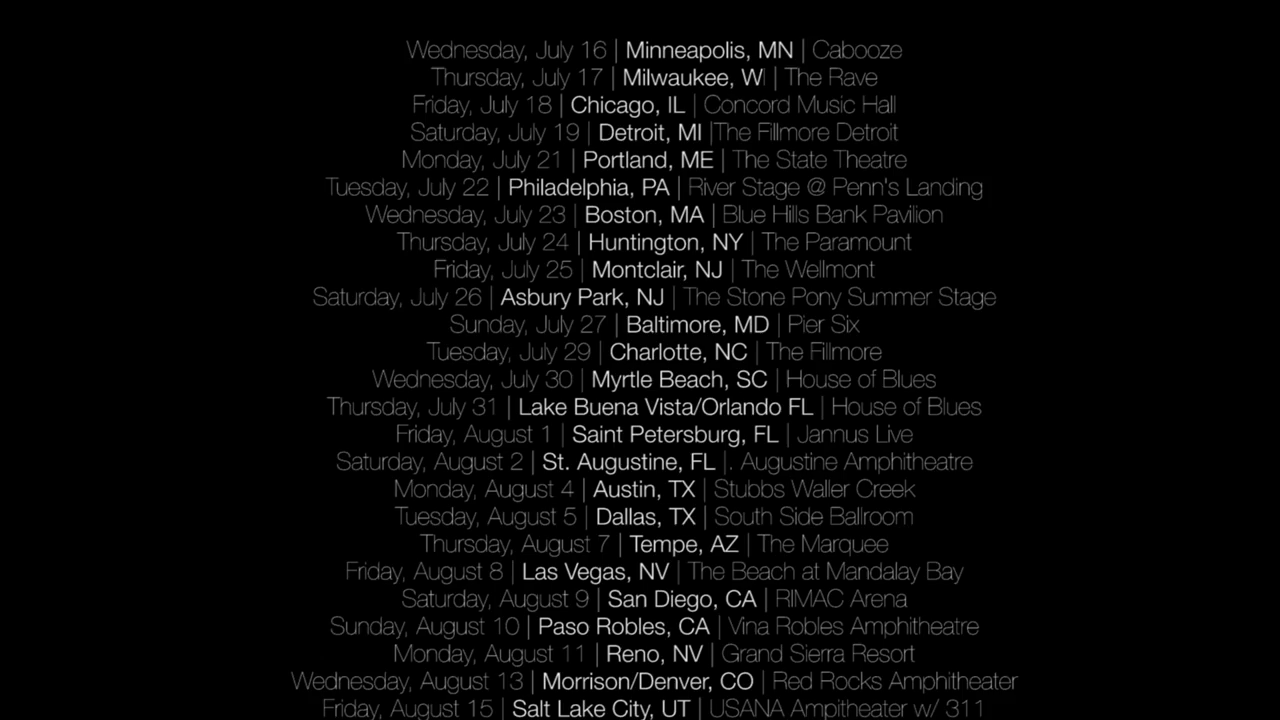 Wednesday, July 16 | Minneapolis, MN | Cabooze
Thursday, July 17 | Milwaukee, WI | The Rave
Friday, July 18 | Chicago, IL | Concord Music Hall
Saturday, July 19 | Detroit, MI |The Fillmore Detroit
Monday, July 21 | Portland, ME | The State Theatre
Tuesday, July 22 | Philadelphia, PA | River Stage @ Penn's Landing
Wednesday, July 23 | Boston, MA | Blue Hills Bank Pavilion
Thursday, July 24 | Huntington, NY | The Paramount
Friday, July 25 | Montclair, NJ | The Wellmont
Saturday, July 26 | Asbury Park, NJ | The Stone Pony Summer Stage
Sunday, July 27 | Baltimore, MD | Pier Six
Tuesday, July 29 | Charlotte, NC | The Fillmore
Wednesday, July 30 | Myrtle Beach, SC | House of Blues
Thursday, July 31 | Lake Buena Vista/Orlando FL | House of Blues
Friday, August 1 | Saint Petersburg, FL | Jannus Live
Saturday, August 2 | St. Augustine, FL |. Augustine Amphitheatre
Monday, August 4 | Austin, TX | Stubbs Waller Creek
Tuesday, August 5 | Dallas, TX | South Side Ballroom
Thursday, August 7 | Tempe, AZ | The Marquee
Friday, August 8 | Las Vegas, NV | The Beach at Mandalay Bay
Saturday, August 9 | San Diego, CA | RIMAC Arena
Sunday, August 10 | Paso Robles, CA | Vina Robles Amphitheatre
Monday, August 11 | Reno, NV | Grand Sierra Resort
Wednesday, August 13 | Morrison/Denver, CO | Red Rocks Amphitheater
Friday, August 15 | Salt Lake City, UT | USANA Ampitheater w/ 311